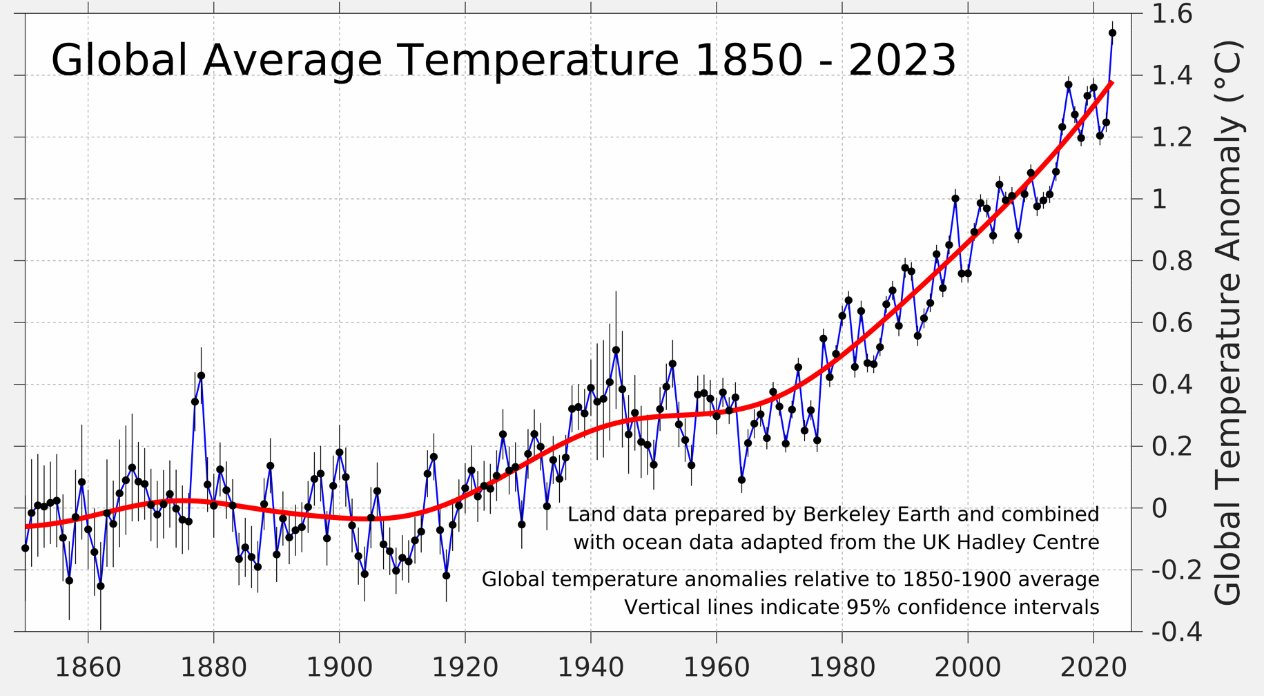 Global Average Temperature 1850 - 2023
1.6
1.4
1.2
1
0.8
0.6
0.4
0.2
0
-0.2
-0.4
Global Temperature Anomaly (°C)
Land data prepared by Berkeley Earth and combined
with ocean data adapted from the UK Hadley Centre
Global temperature anomalies relative to 1850-1900 average
Vertical lines indicate 95% confidence intervals
1860 1880 1900 1920 1940 1960 1980 2000 2020